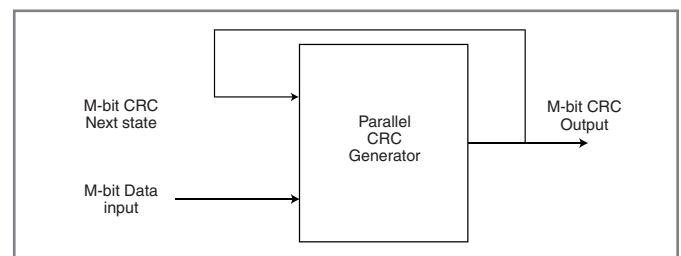 M-bit CRC
Next state
M-bit Data
input
Parallel
CRC
Generator
M-bit CRC
Output